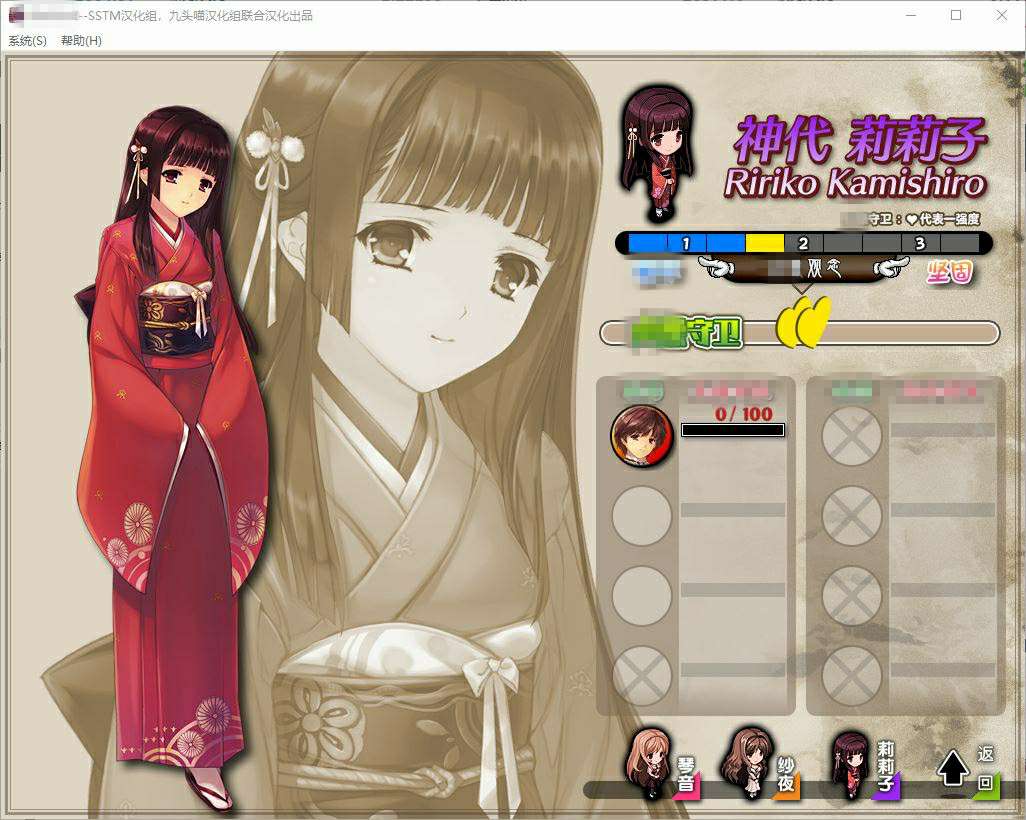 --SSTM汉化组，九头喵汉化组联合汉化出品
系统(S) 帮助(H)
神代 莉莉子
Ririko Kamishiro
守卫：♥代表一强度
1 2 3
观念
坚固
守卫
0 / 100
琴音
纱夜
莉莉子
返回